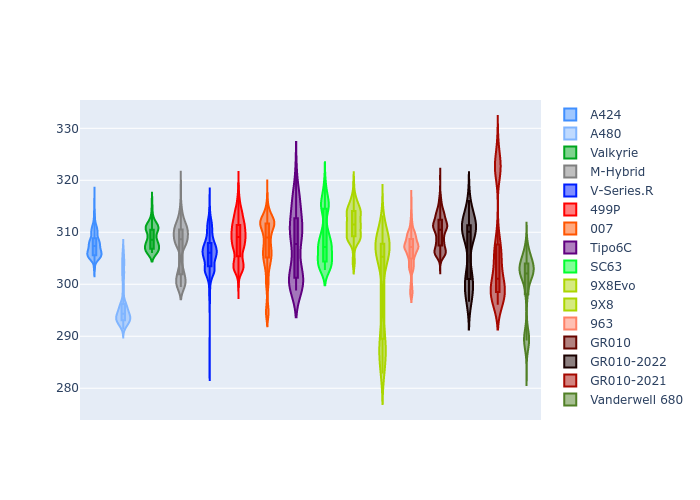 330
320
310
300
290
280
A424
A480
Valkyrie
M-Hybrid
V-Series.R
499P
007
Tipo6C
SC63
9X8Evo
9X8
963
GR010
GR010-2022
GR010-2021
Vanderwell 680